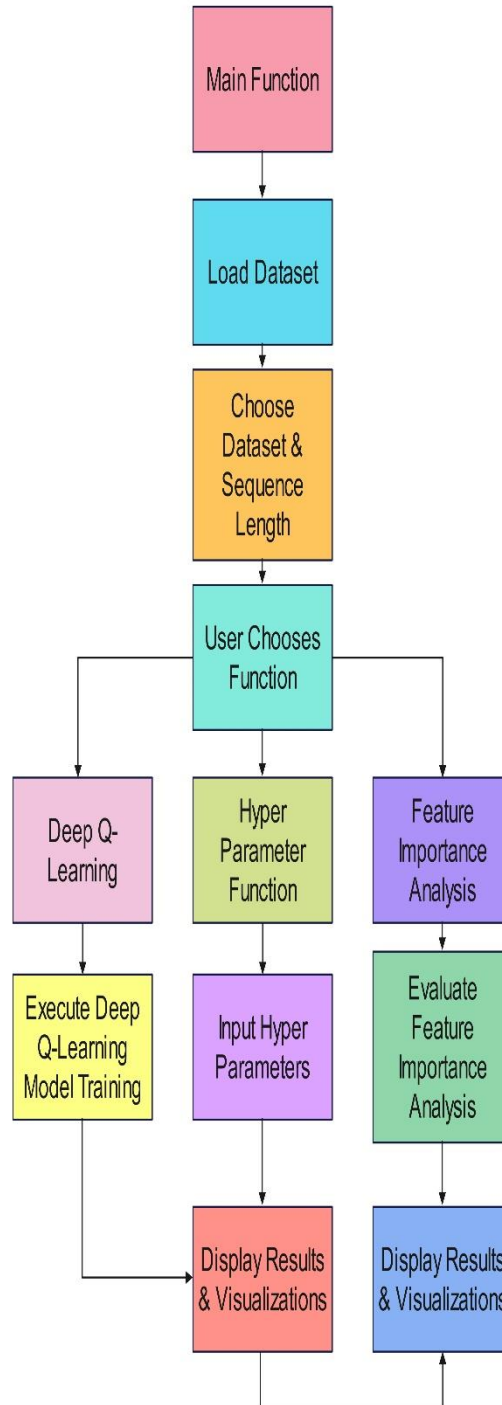 Main Function
Load Dataset
Choose
Dataset &
Sequence
Length
User Chooses
Function
Deep Q-
Learning
Hyper
Parameter
Function
Feature
Importance
Analysis
Execute Deep
Q-Learning
Model Training
Input Hyper
Parameters
Evaluate
Feature
Importance
Analysis
Display Results
& Visualizations
Display Results
& Visualizations